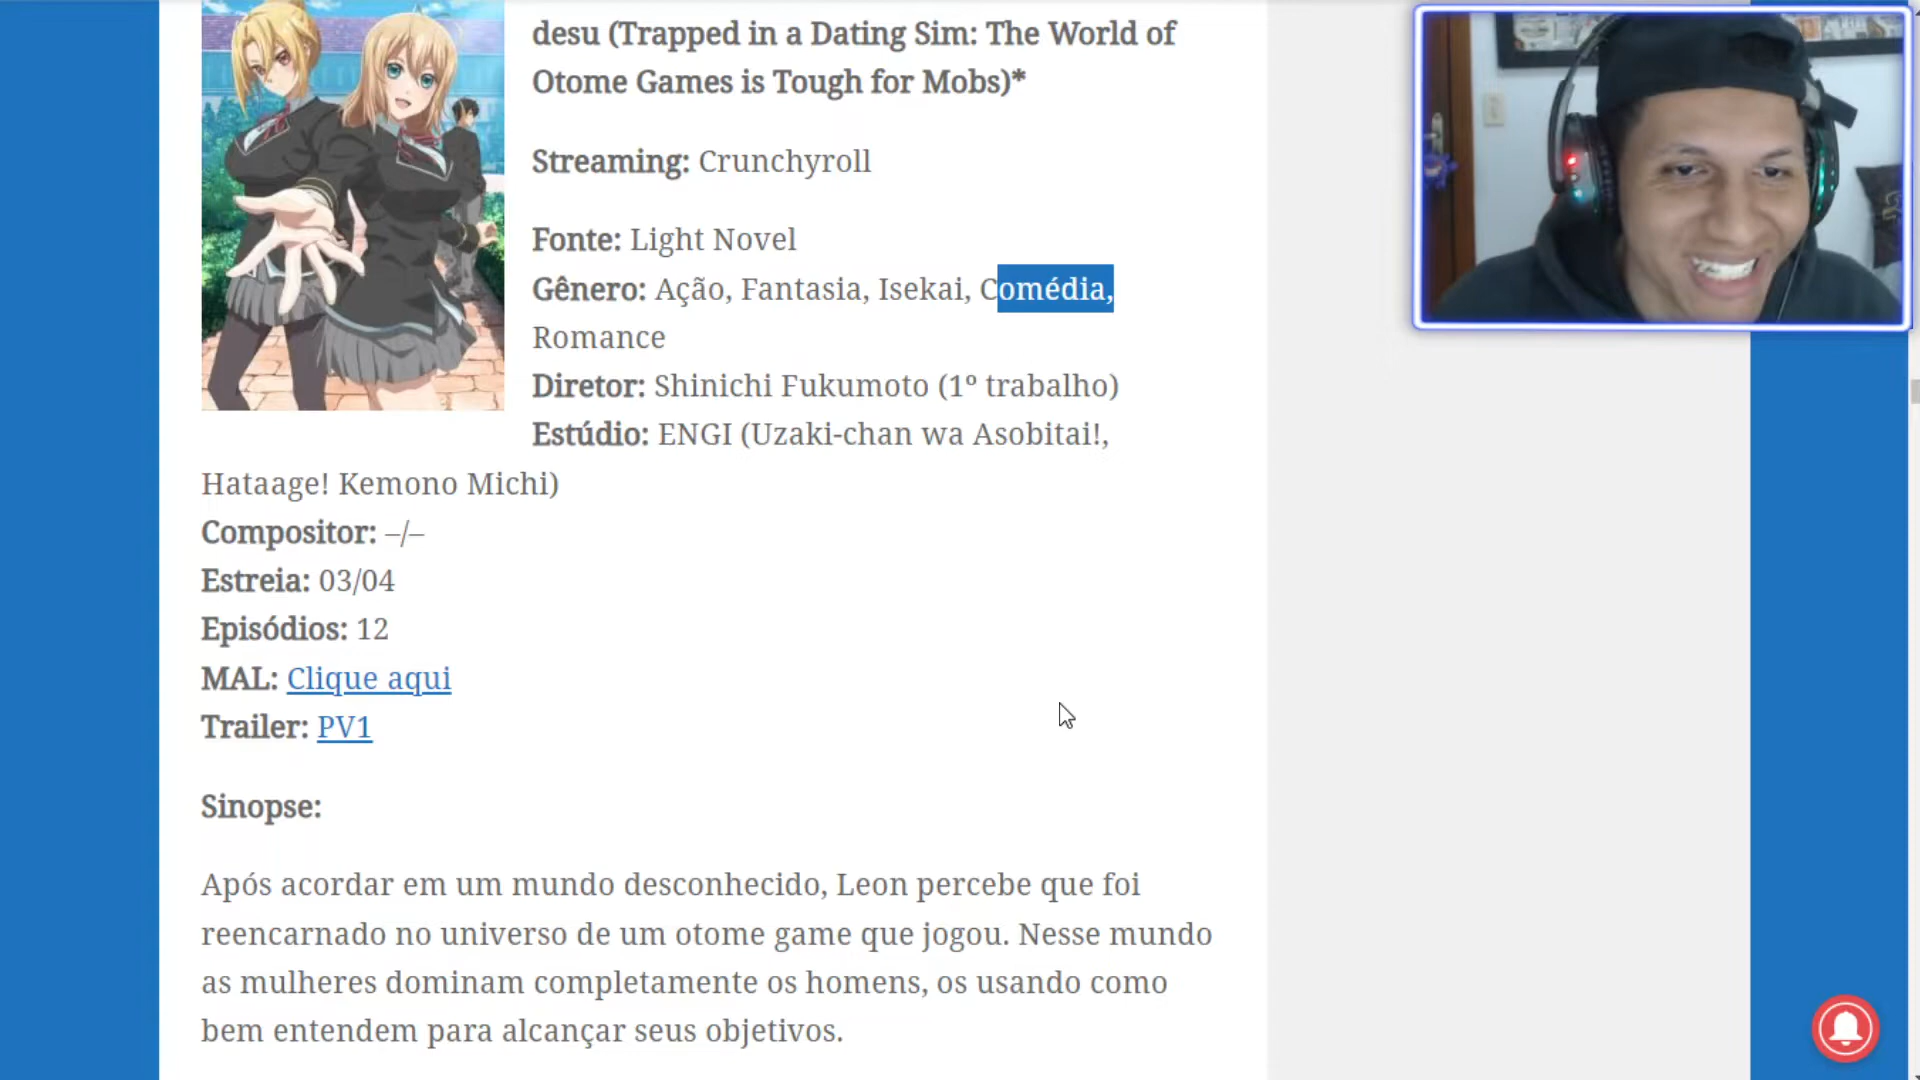 desu (Trapped in a Dating Sim: The World of
Otome Games is Tough for Mobs)*
Streaming: Crunchyroll
Fonte: Light Novel
Gênero: Ação, Fantasia, Isekai, Comédia,
Romance
Diretor: Shinichi Fukumoto (1º trabalho)
Estúdio: ENGI (Uzaki-chan wa Asobitai!,
Hataage! Kemono Michi)
Compositor: –/–
Estreia: 03/04
Episódios: 12
MAL: Clique aqui
Trailer: PV1
Sinopse:
Após acordar em um mundo desconhecido, Leon percebe que foi
reencarnado no universo de um otome game que jogou. Nesse mundo
as mulheres dominam completamente os homens, os usando como
bem entendem para alcançar seus objetivos.